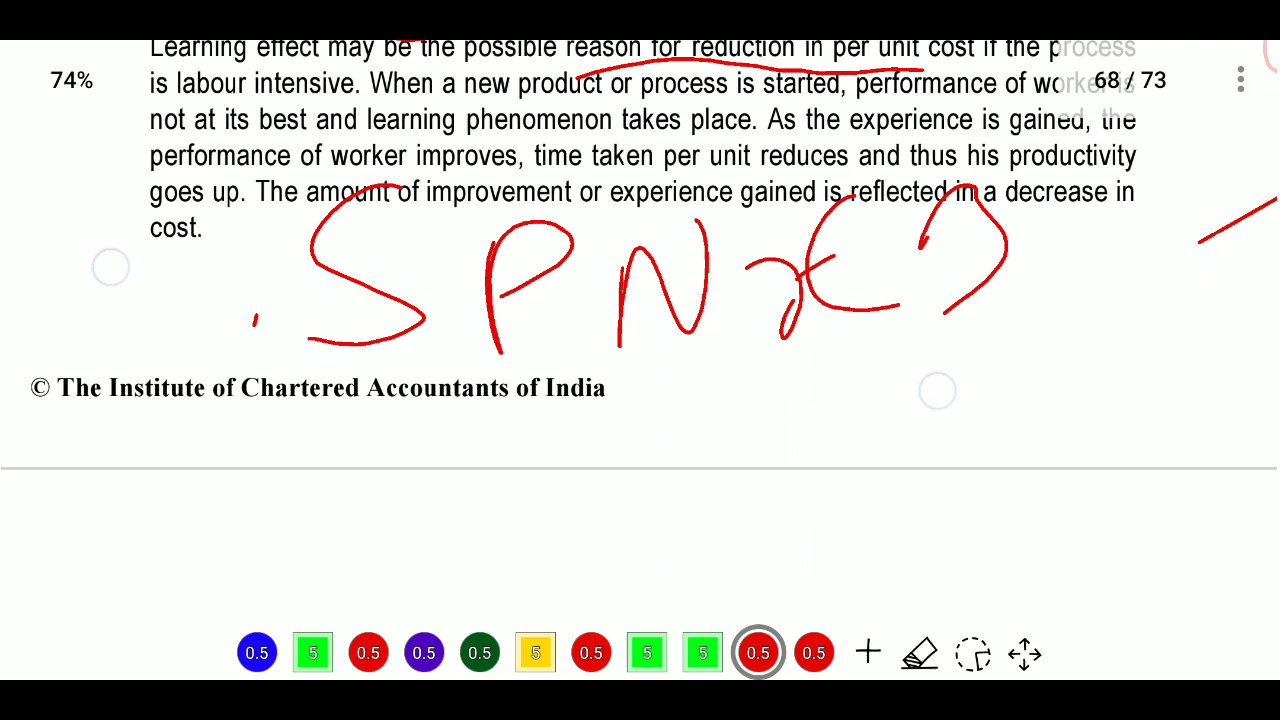 Learning effect may be the possible reason for reduction in per unit cost if the process
74%
68 / 73
is labour intensive. When a new product or process is started, performance of worker is
not at its best and learning phenomenon takes place. As the experience is gained, the
performance of worker improves, time taken per unit reduces and thus his productivity
goes up. The amount of improvement or experience gained is reflected in a decrease in
cost.
S P N x
© The Institute of Chartered Accountants of India
0.5 5 0.5 0.5 0.5 5 0.5 5 5 0.5 0.5